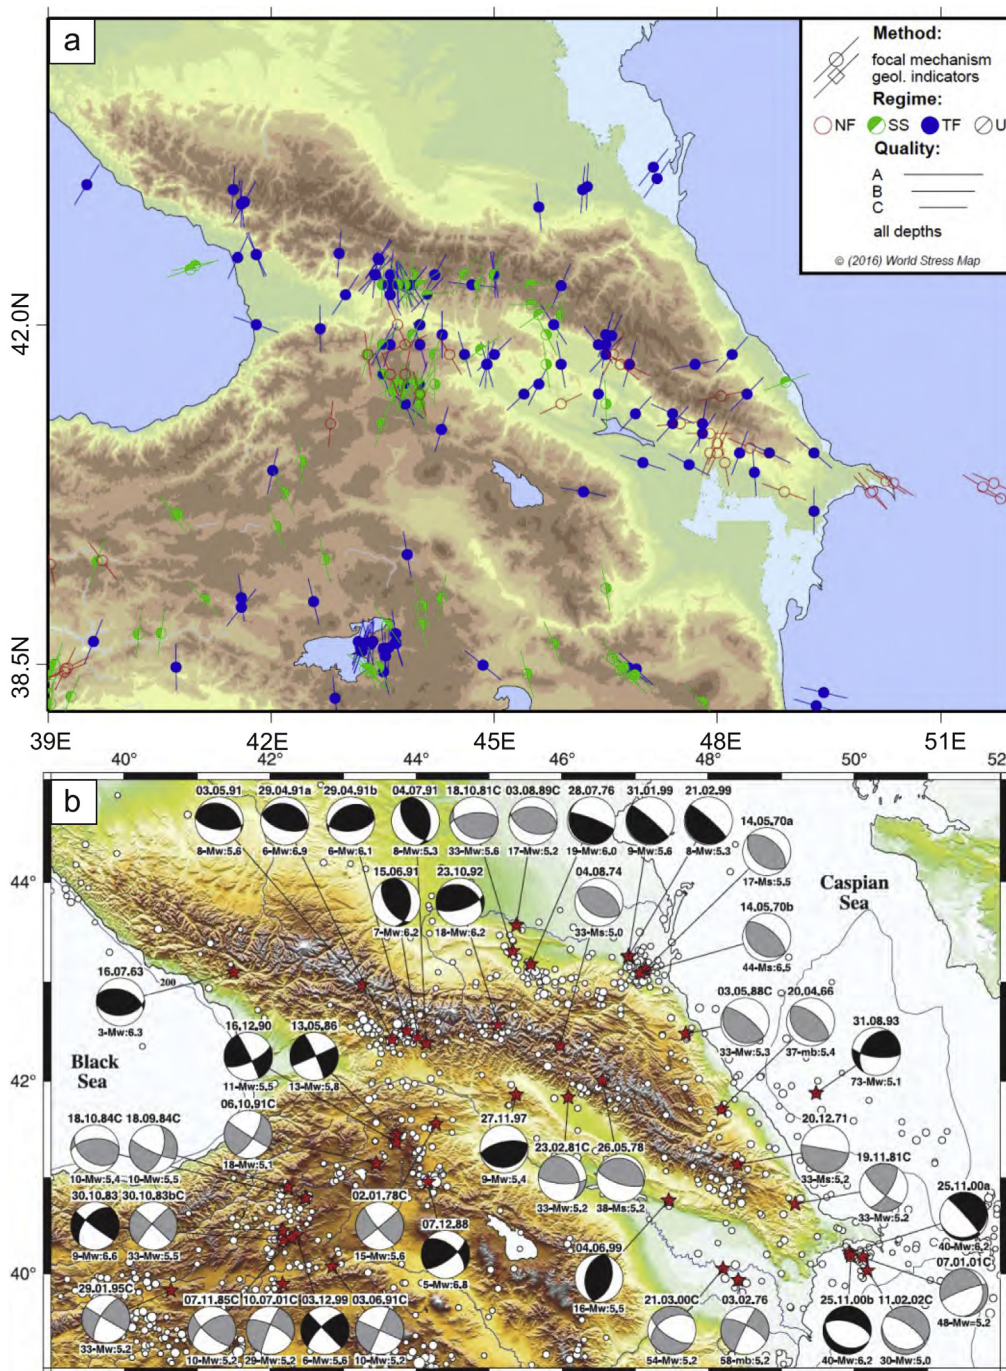 a
Method:
focal mechanism
geol. indicators
Regime:
NF SS TF U
Quality:
A
B
C
all depths
© (2016) World Stress Map
42.0N
38.5N
39E 42E 45E 48E 51E
40° 42° 44° 46° 48° 50° 52
b
03.05.91 29.04.91a 29.04.91b 04.07.91 18.10.81C 03.08.89C 28.07.76 31.01.99 21.02.99
8-Mw:5.6 6-Mw:6.9 6-Mw:6.1 8-Mw:5.3 33-Mw:5.6 17-Mw:5.2 19-Mw:6.0 9-Mw:5.6 8-Mw:5.3
14.05.70a
17-Ms:5.5
15.06.91 23.10.92 04.08.74
7-Mw:6.2 18-Mw:6.2 33-Ms:5.0
44°
Caspian
Sea
14.05.70b
44-Ms:6.5
16.07.63
200
3-Mw:6.3
03.05.88C 20.04.66
33-Mw:5.3 37-mb:5.4
31.08.93
73-Mw:5.1
16.12.90 13.05.86
11-Mw:5.5 13-Mw:5.8
Black
Sea
42°
18.10.84C 18.09.84C 06.10.91C
10-Mw:5.4 10-Mw:5.5 18-Mw:5.1
27.11.97
9-Mw:5.4
23.02.81C 26.05.78
33-Mw:5.2 38-Ms:5.2
20.12.71
33-Ms:5.2
19.11.81C
33-Mw:5.2
30.10.83 30.10.83bC 02.01.78C
9-Mw:6.6 33-Mw:5.5 15-Mw:5.6
07.12.88
5-Mw:6.8
25.11.00a
40-Mw:6.2
40°
04.06.99
16-Mw:5.5
07.01.01C
48-Mw=5.2
29.01.95C
33-Mw:5.2
07.11.85C 10.07.01C 03.12.99 03.06.91C
10-Mw:5.2 29-Mw:5.2 6-Mw:5.6 10-Mw:5.2
21.03.00C 03.02.76 25.11.00b 11.02.02C
54-Mw:5.2 58-mb:5.2 40-Mw:6.2 30-Mw:5.0